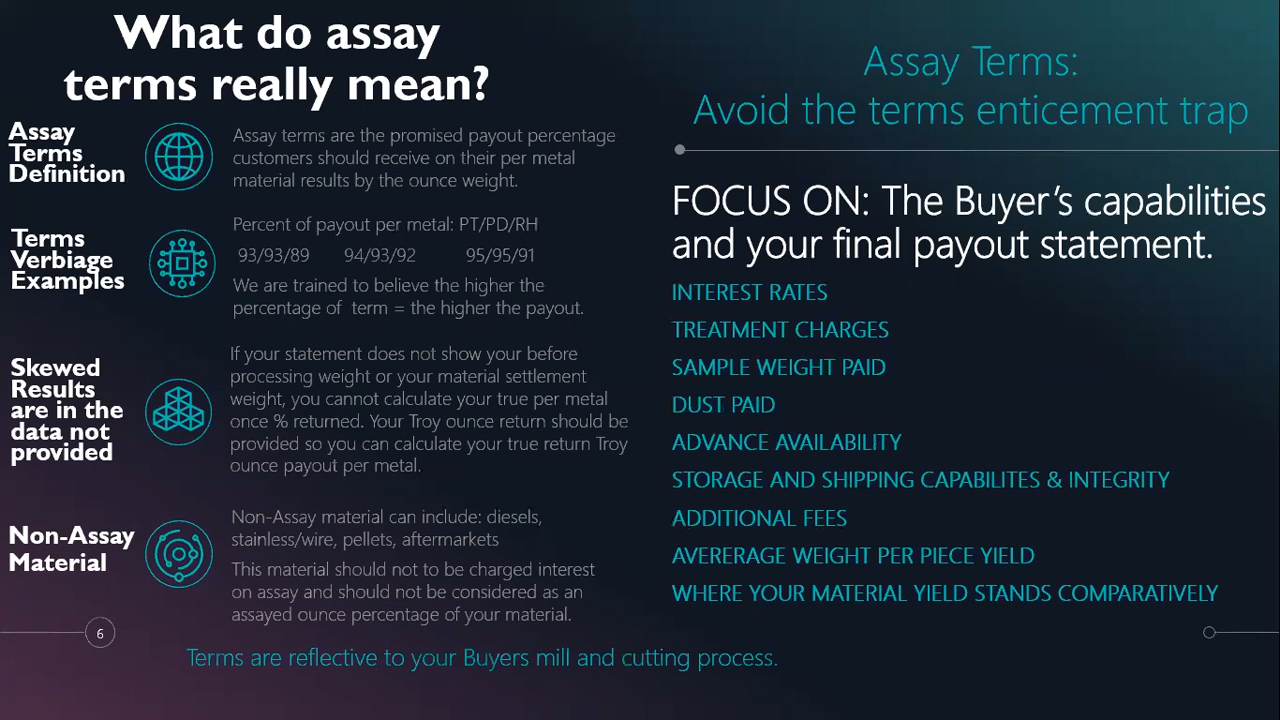 What do assay
terms really mean?
Assay
Terms
Definition
Assay terms are the promised payout percentage
customers should receive on their per metal
material results by the ounce weight.
Terms
Verbiage
Examples
Percent of payout per metal: PT/PD/RH
93/93/89 94/93/92 95/95/91
We are trained to believe the higher the
percentage of term = the higher the payout.
Skewed
Results
are in the
data not
provided
If your statement does not show your before
processing weight or your material settlement
weight, you cannot calculate your true per metal
once % returned. Your Troy ounce return should be
provided so you can calculate your true return Troy
ounce payout per metal.
Non-Assay
Material
Non-Assay material can include: diesels,
stainless/wire, pellets, aftermarkets
This material should not to be charged interest
on assay and should not be considered as an
assayed ounce percentage of your material.
6
Terms are reflective to your Buyers mill and cutting process.
Assay Terms:
Avoid the terms enticement trap
FOCUS ON: The Buyer's capabilities
and your final payout statement.
INTEREST RATES
TREATMENT CHARGES
SAMPLE WEIGHT PAID
DUST PAID
ADVANCE AVAILABILITY
STORAGE AND SHIPPING CAPABILITES & INTEGRITY
ADDITIONAL FEES
AVERERAGE WEIGHT PER PIECE YIELD
WHERE YOUR MATERIAL YIELD STANDS COMPARATIVELY